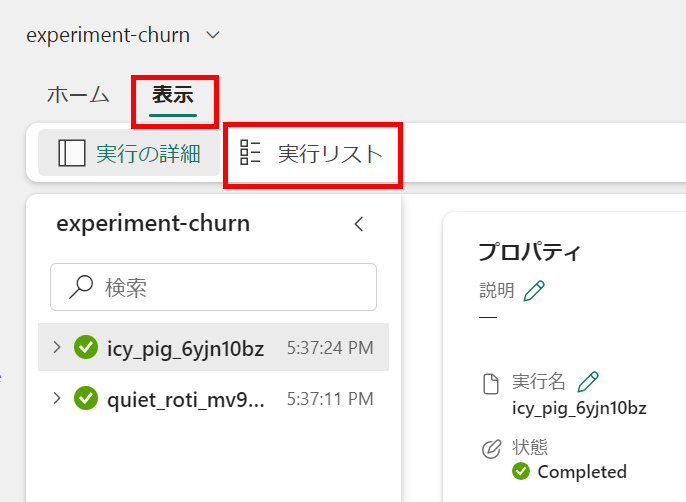 experiment-churn
ホーム 表示
実行の詳細 実行リスト
experiment-churn
検索
icy_pig_6yjn10bz 5:37:24 PM
quiet_roti_mv9... 5:37:11 PM
プロパティ
説明
—
実行名
icy_pig_6yjn10bz
状態
Completed